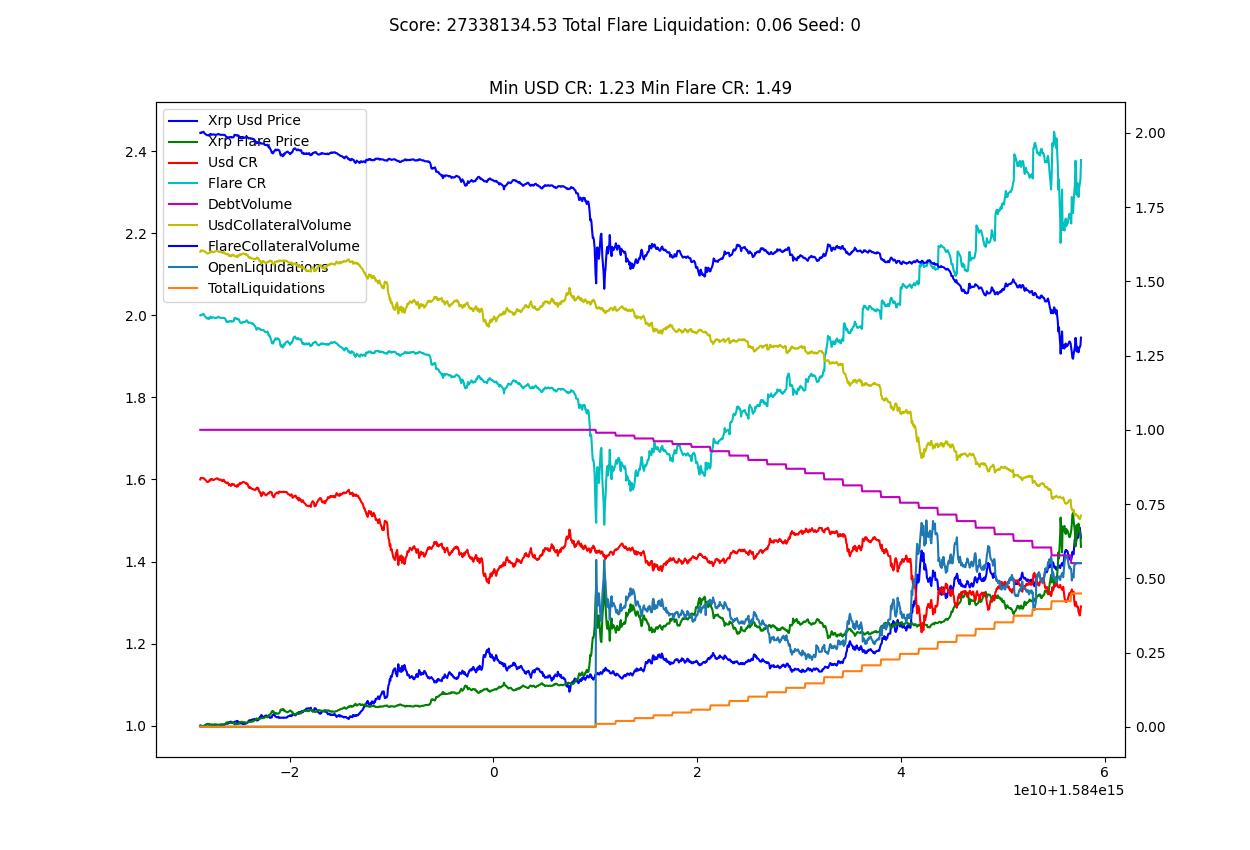 Score: 27338134.53 Total Flare Liquidation: 0.06 Seed: 0
Min USD CR: 1.23 Min Flare CR: 1.49
Xrp Usd Price
Xrp Flare Price
Usd CR
Flare CR
DebtVolume
UsdCollateralVolume
FlareCollateralVolume
OpenLiquidations
TotalLiquidations
2.4
2.2
2.0
1.8
1.6
1.4
1.2
1.0
2.00
1.75
1.50
1.25
1.00
0.75
0.50
0.25
0.00
−2 0 2 4 6
1e10+1.584e15